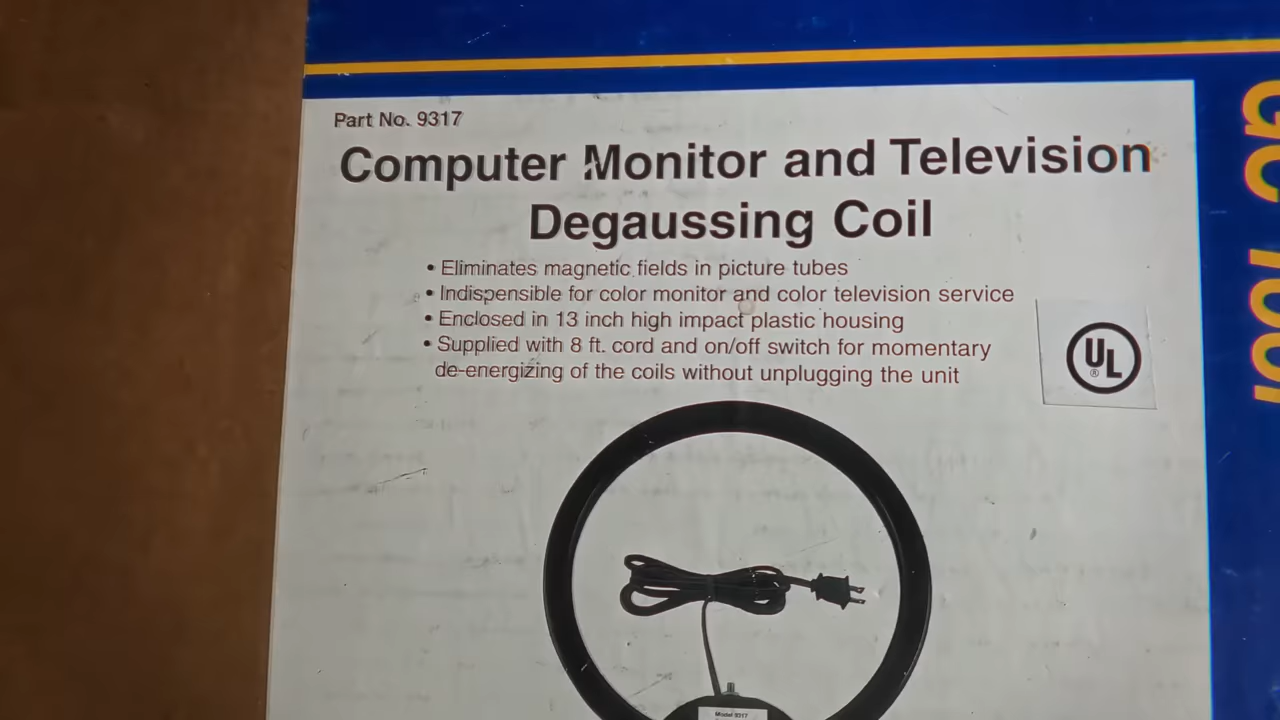 Part No. 9317
Computer Monitor and Television
Degaussing Coil
• Eliminates magnetic fields in picture tubes
• Indispensible for color monitor and color television service
• Enclosed in 13 inch high impact plastic housing
• Supplied with 8 ft. cord and on/off switch for momentary
de-energizing of the coils without unplugging the unit
UL
®
Model 9317